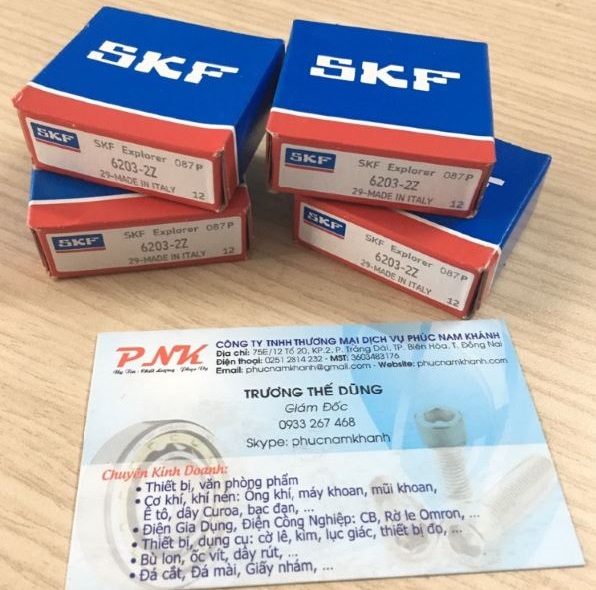 SKF
SKF
SKF
SKF Explorer 087P
6203-2Z
29-MADE IN ITALY 12
SKF
SKF Explorer 087P
6203-2Z
29-MADE IN ITALY 12
SKF
SKF Explorer 087P
6203-2Z
29-MADE IN ITALY 12
SKF
SKF Explorer 087P
6203-2Z
29-MADE IN ITALY 12
PNK
Uy Tín - Chất Lượng - Phục Vụ
CÔNG TY TNHH THƯƠNG MẠI DỊCH VỤ PHÚC NAM KHÁNH
Địa chỉ: 75E/12 Tổ 20, KP.2, P. Trảng Dài, TP. Biên Hòa, T. Đồng Nai
Điện thoại: 0251 2814 232 - MST: 3603483176
Email: phucnamkhanh@gmail.com - Website: phucnamkhanh.com
TRƯƠNG THẾ DŨNG
Giám Đốc
0933 267 468
Skype: phucnamkhanh
Chuyên Kinh Doanh:
• Thiết bị, văn phòng phẩm
• Cơ khí, khí nén: Ống khí, máy khoan, mũi khoan,
Ê tô, dây Curoa, bạc đạn, ...
• Điện Gia Dụng, Điện Công Nghiệp: CB, Rờ le Omron, ...
• Thiết bị, dụng cụ: cờ lê, kìm, lục giác, thiết bị đo, ...
• Bù lon, ốc vít, dây rút, ...
• Đá cắt, Đá mài, Giấy nhám, ...